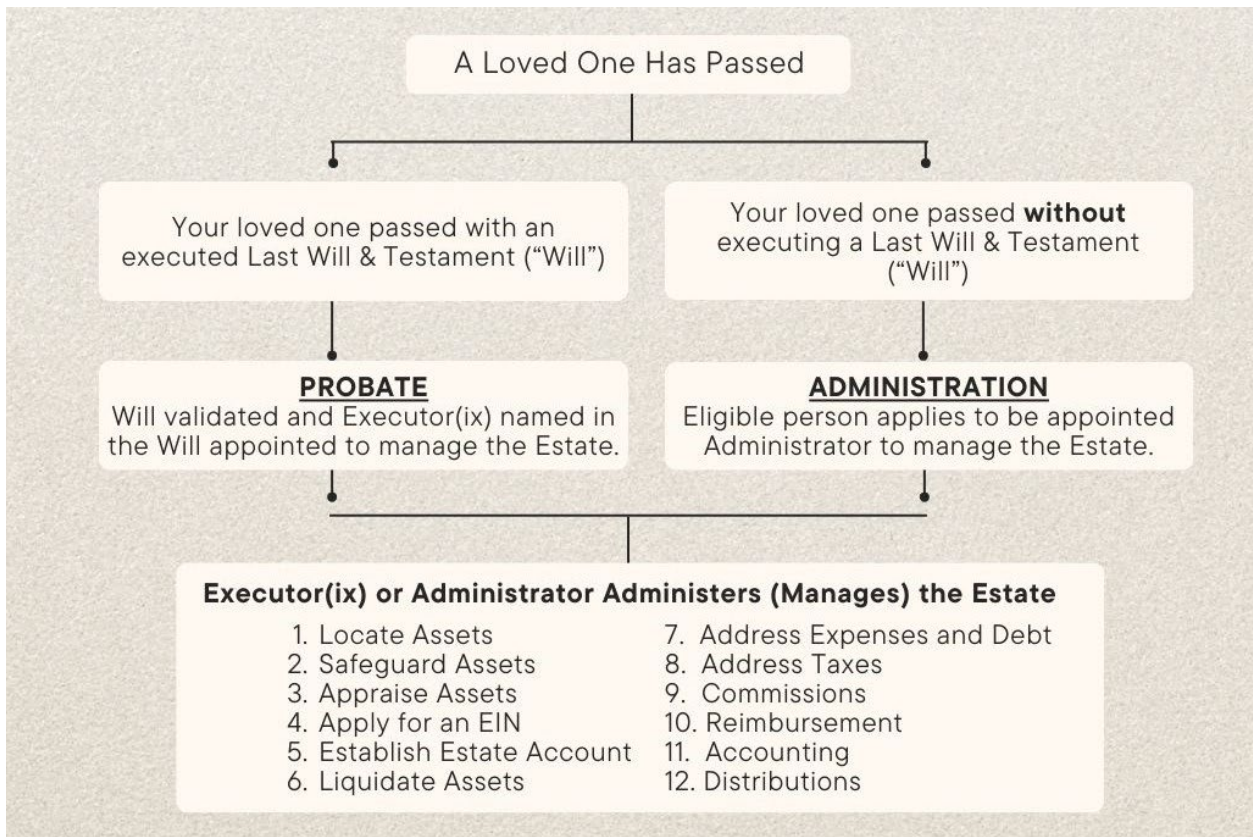 A Loved One Has Passed
Your loved one passed with an
executed Last Will & Testament (“Will”)
Your loved one passed without
executing a Last Will & Testament
(“Will”)
PROBATE
Will validated and Executor(ix) named in
the Will appointed to manage the Estate.
ADMINISTRATION
Eligible person applies to be appointed
Administrator to manage the Estate.
Executor(ix) or Administrator Administers (Manages) the Estate
1. Locate Assets
2. Safeguard Assets
3. Appraise Assets
4. Apply for an EIN
5. Establish Estate Account
6. Liquidate Assets
7. Address Expenses and Debt
8. Address Taxes
9. Commissions
10. Reimbursement
11. Accounting
12. Distributions